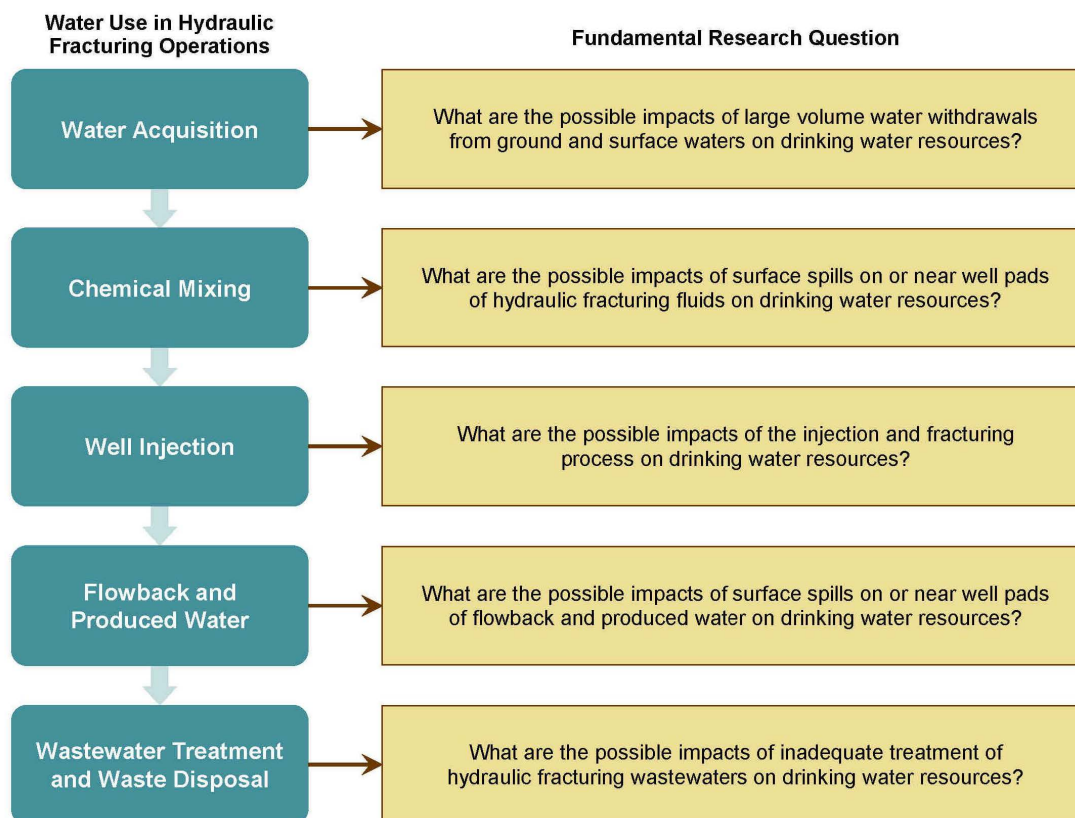 Water Use in Hydraulic
Fracturing Operations
Fundamental Research Question
Water Acquisition
What are the possible impacts of large volume water withdrawals
from ground and surface waters on drinking water resources?
Chemical Mixing
What are the possible impacts of surface spills on or near well pads
of hydraulic fracturing fluids on drinking water resources?
Well Injection
What are the possible impacts of the injection and fracturing
process on drinking water resources?
Flowback and
Produced Water
What are the possible impacts of surface spills on or near well pads
of flowback and produced water on drinking water resources?
Wastewater Treatment
and Waste Disposal
What are the possible impacts of inadequate treatment of
hydraulic fracturing wastewaters on drinking water resources?